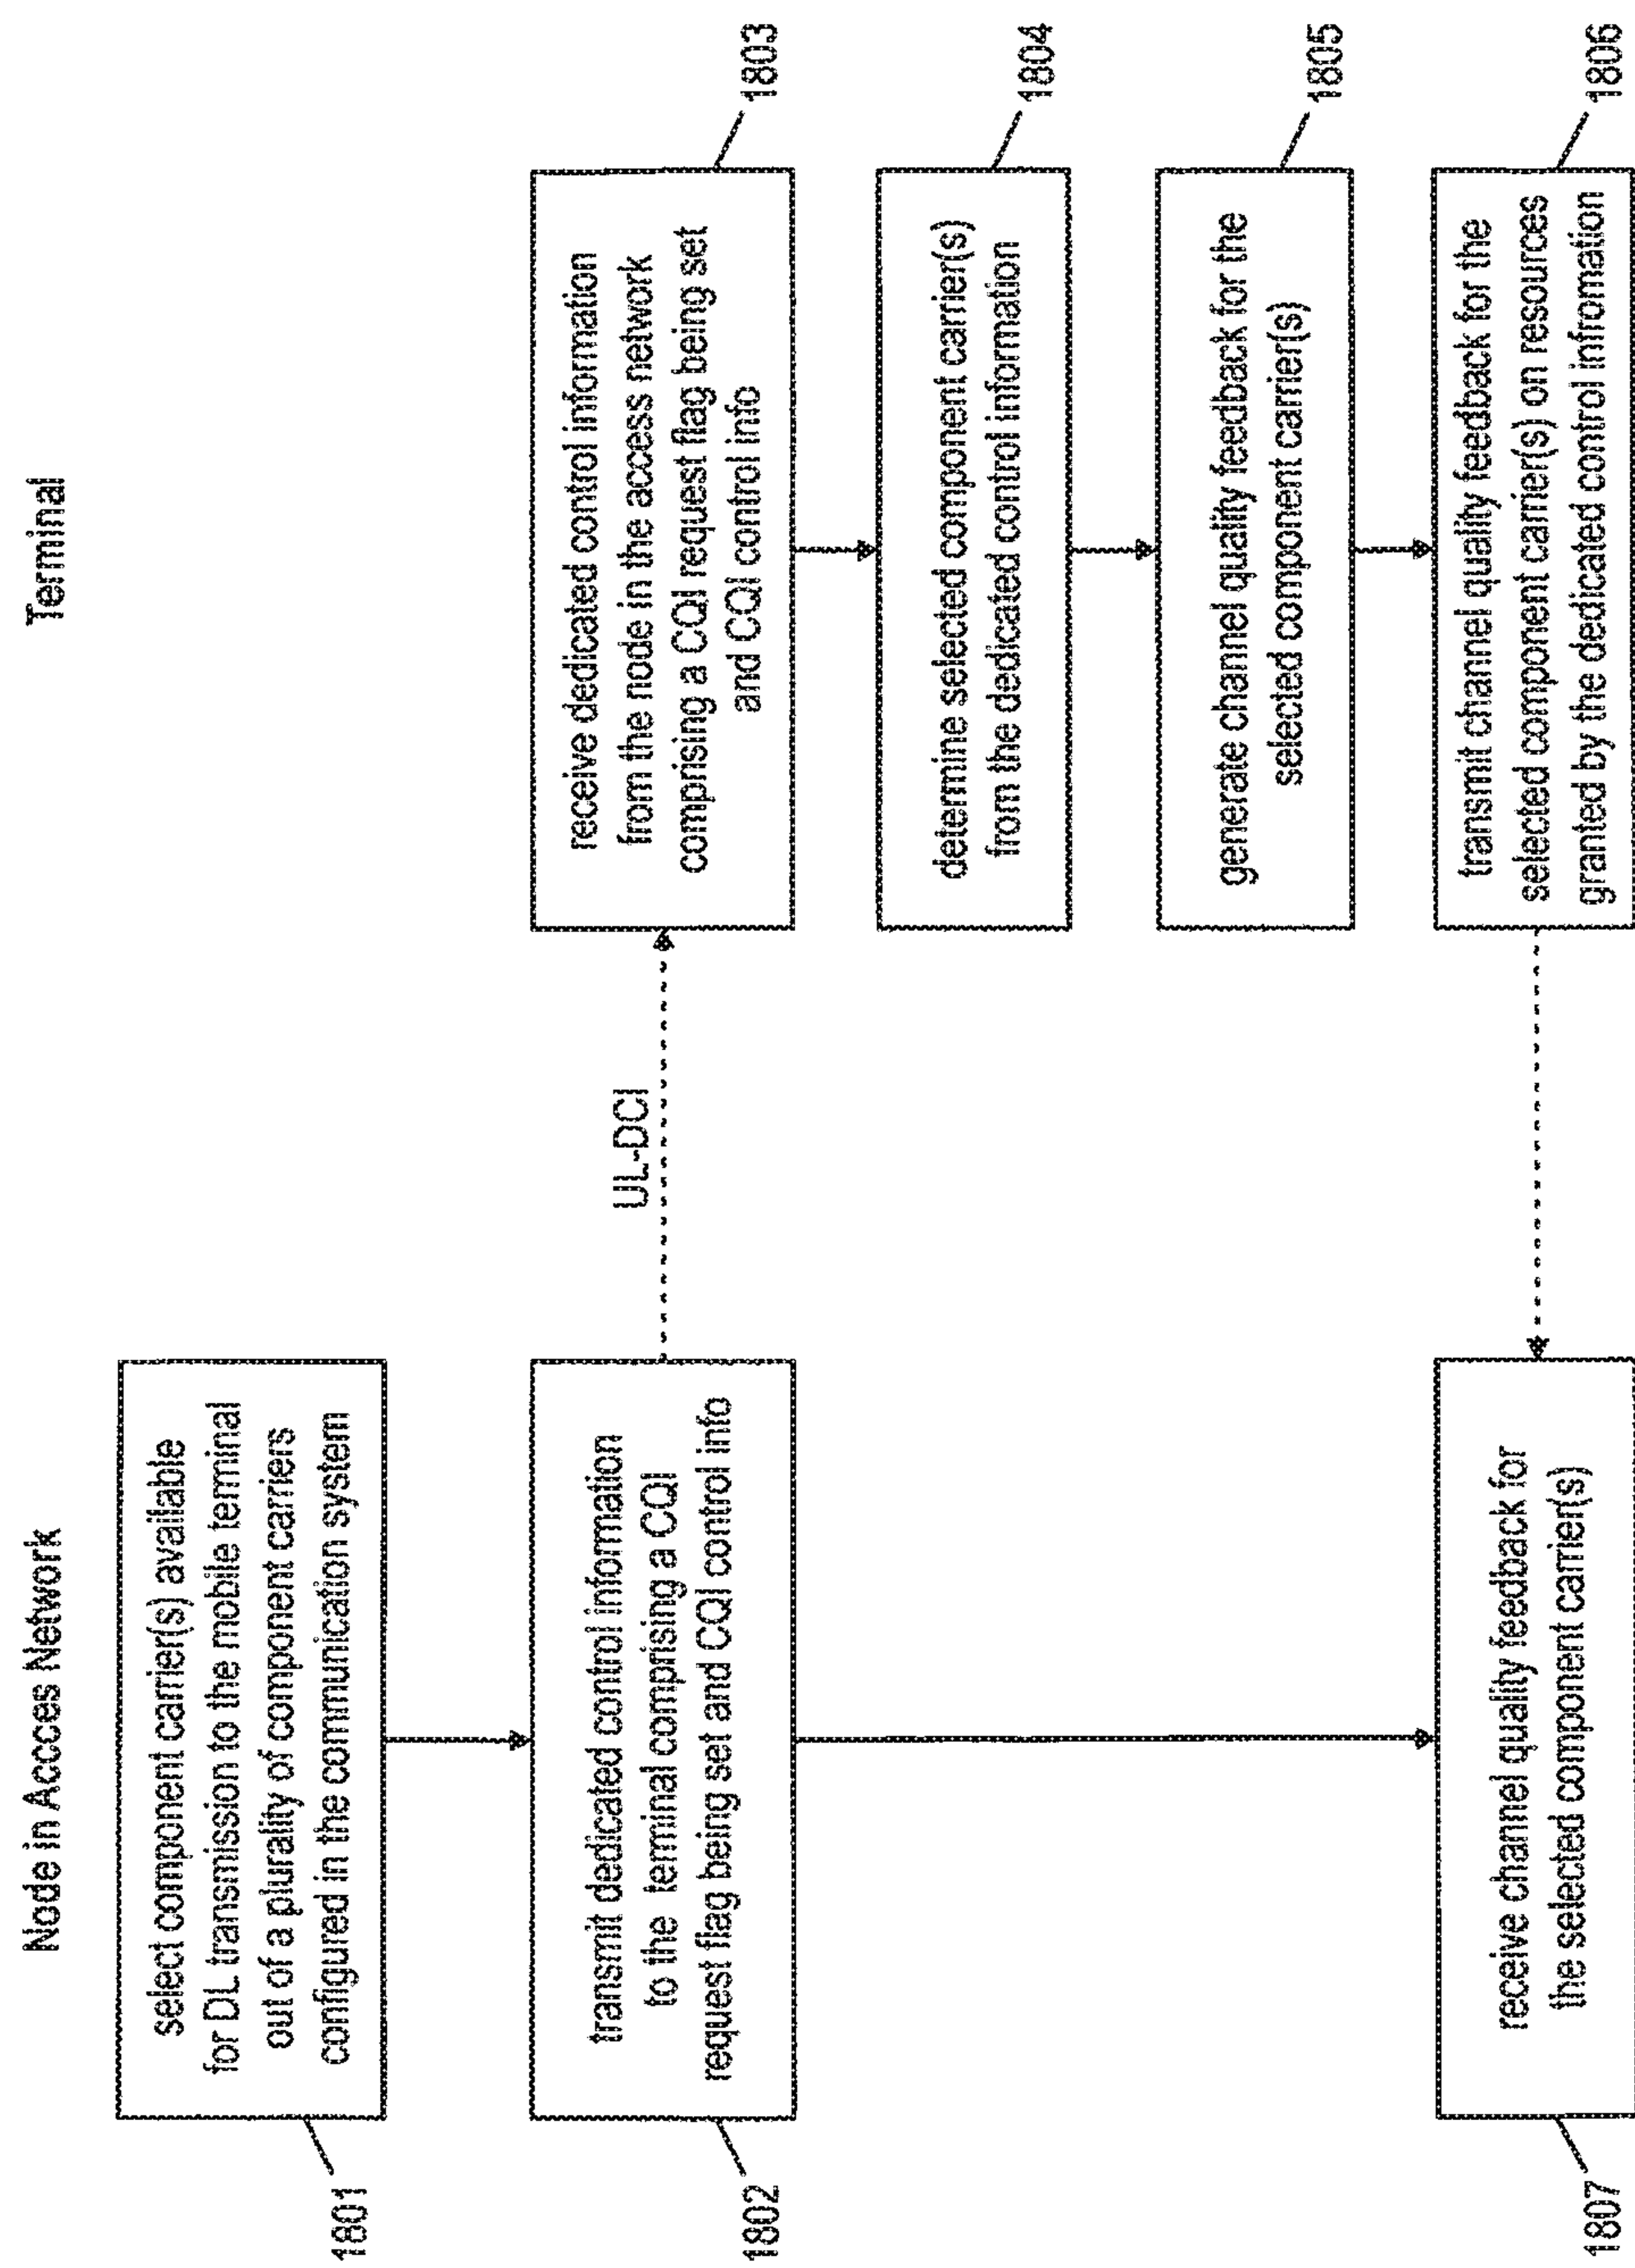 Node in Access Network
Terminal
select component carrier(s) available
for DL transmission to the mobile terminal
out of a plurality of component carriers
configured in the communication system
1801
transmit dedicated control information
to the terminal comprising a CQI
request flag being set and CQI control info
1802
UL-DCI
receive dedicated control information
from the node in the access network
comprising a CQI request flag being set
and CQI control info
1803
determine selected component carrier(s)
from the dedicated control information
1804
generate channel quality feedback for the
selected component carrier(s)
1805
transmit channel quality feedback for the
selected component carrier(s) on resources
granted by the dedicated control infromation
1806
receive channel quality feedback for
the selected component carrier(s)
1807